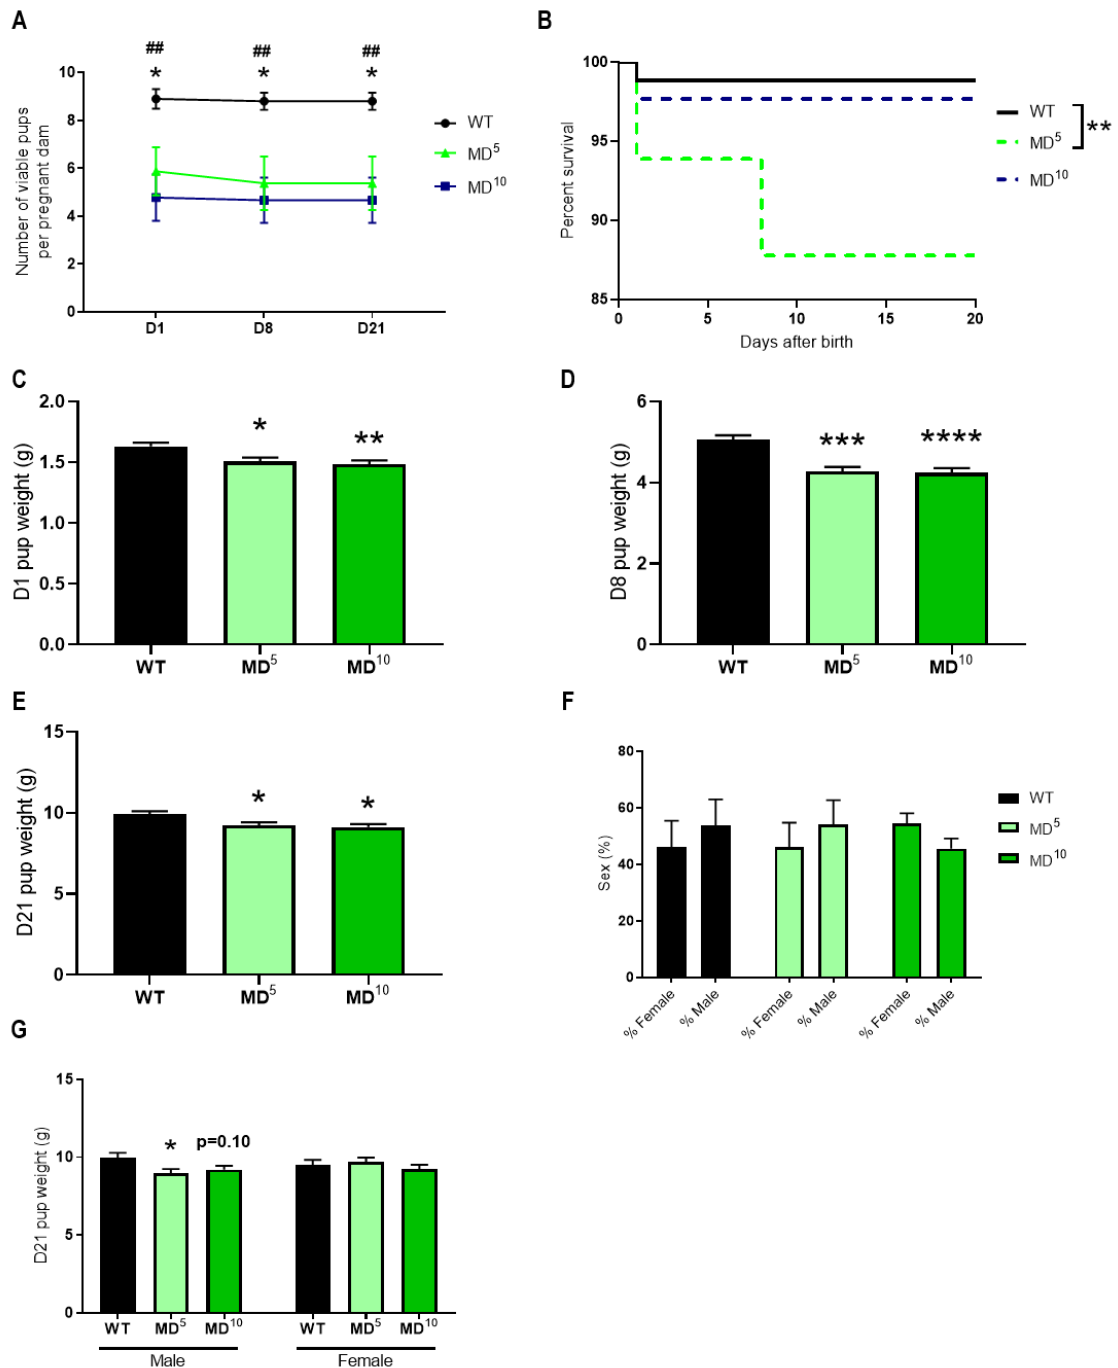 A
## ## ##
* * *
10
8
6
4
2
0
Number of viable pups
per pregnant dam
D1 D8 D21
WT
MD⁵
MD¹⁰
B
100
95
90
85
Percent survival
0 5 10 15 20
Days after birth
WT
MD⁵
MD¹⁰
**
C
2.0
1.5
1.0
0.5
0.0
D1 pup weight (g)
* **
WT MD⁵ MD¹⁰
D
6
4
2
0
D8 pup weight (g)
*** ****
WT MD⁵ MD¹⁰
E
15
10
5
0
D21 pup weight (g)
* *
WT MD⁵ MD¹⁰
F
80
60
40
20
0
Sex (%)
% Female % Male % Female % Male % Female % Male
WT
MD⁵
MD¹⁰
G
15
10
5
0
D21 pup weight (g)
* p=0.10
WT MD⁵ MD¹⁰ WT MD⁵ MD¹⁰
Male Female